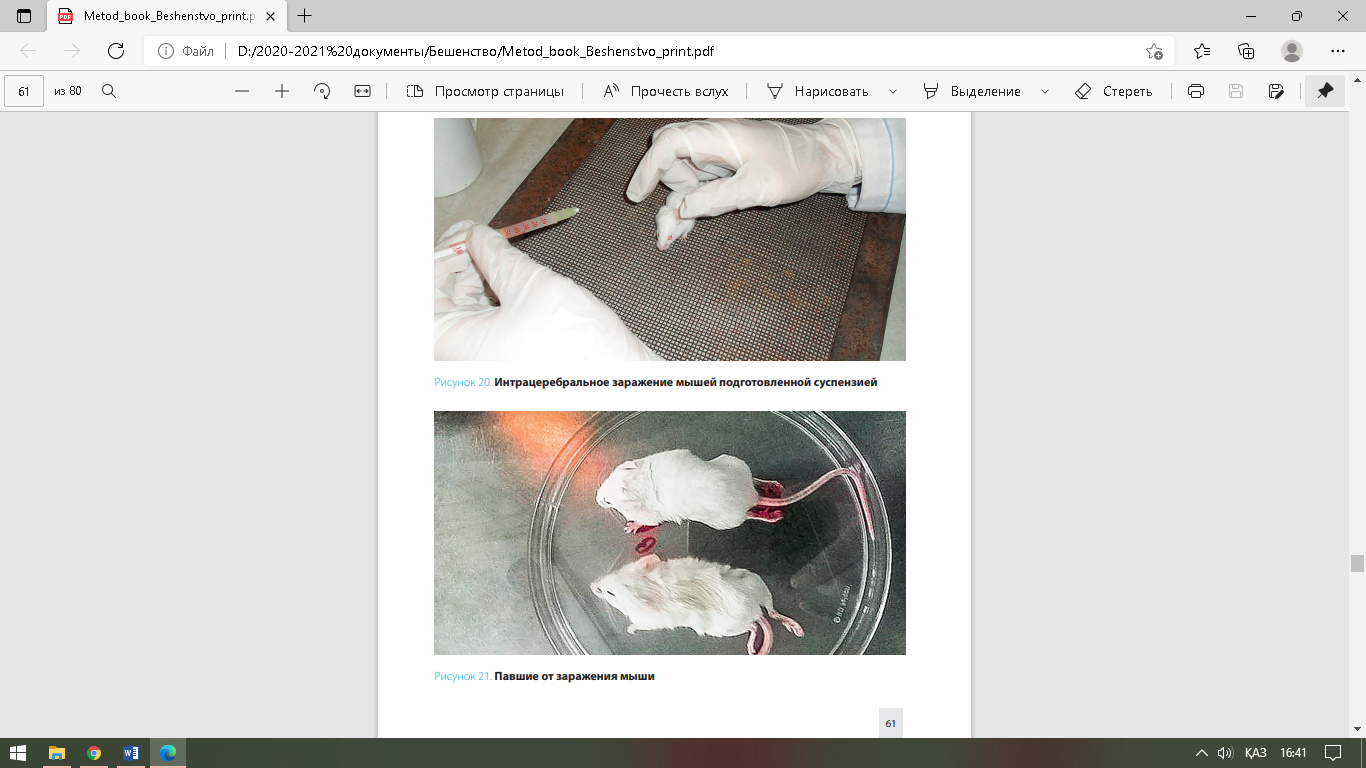 Metod_book_Beshenstvo_print.p
Файл
D:/2020-2021%20документы/Бешенство/Metod_book_Beshenstvo_print.pdf
61
из 80
Просмотр страницы
Прочесть вслух
Нарисовать
Выделение
Стереть
Рисунок 20. Интрацеребральное заражение мышей подготовленной суспензией
Рисунок 21. Павшие от заражения мыши
61
ҚАЗ
16:41